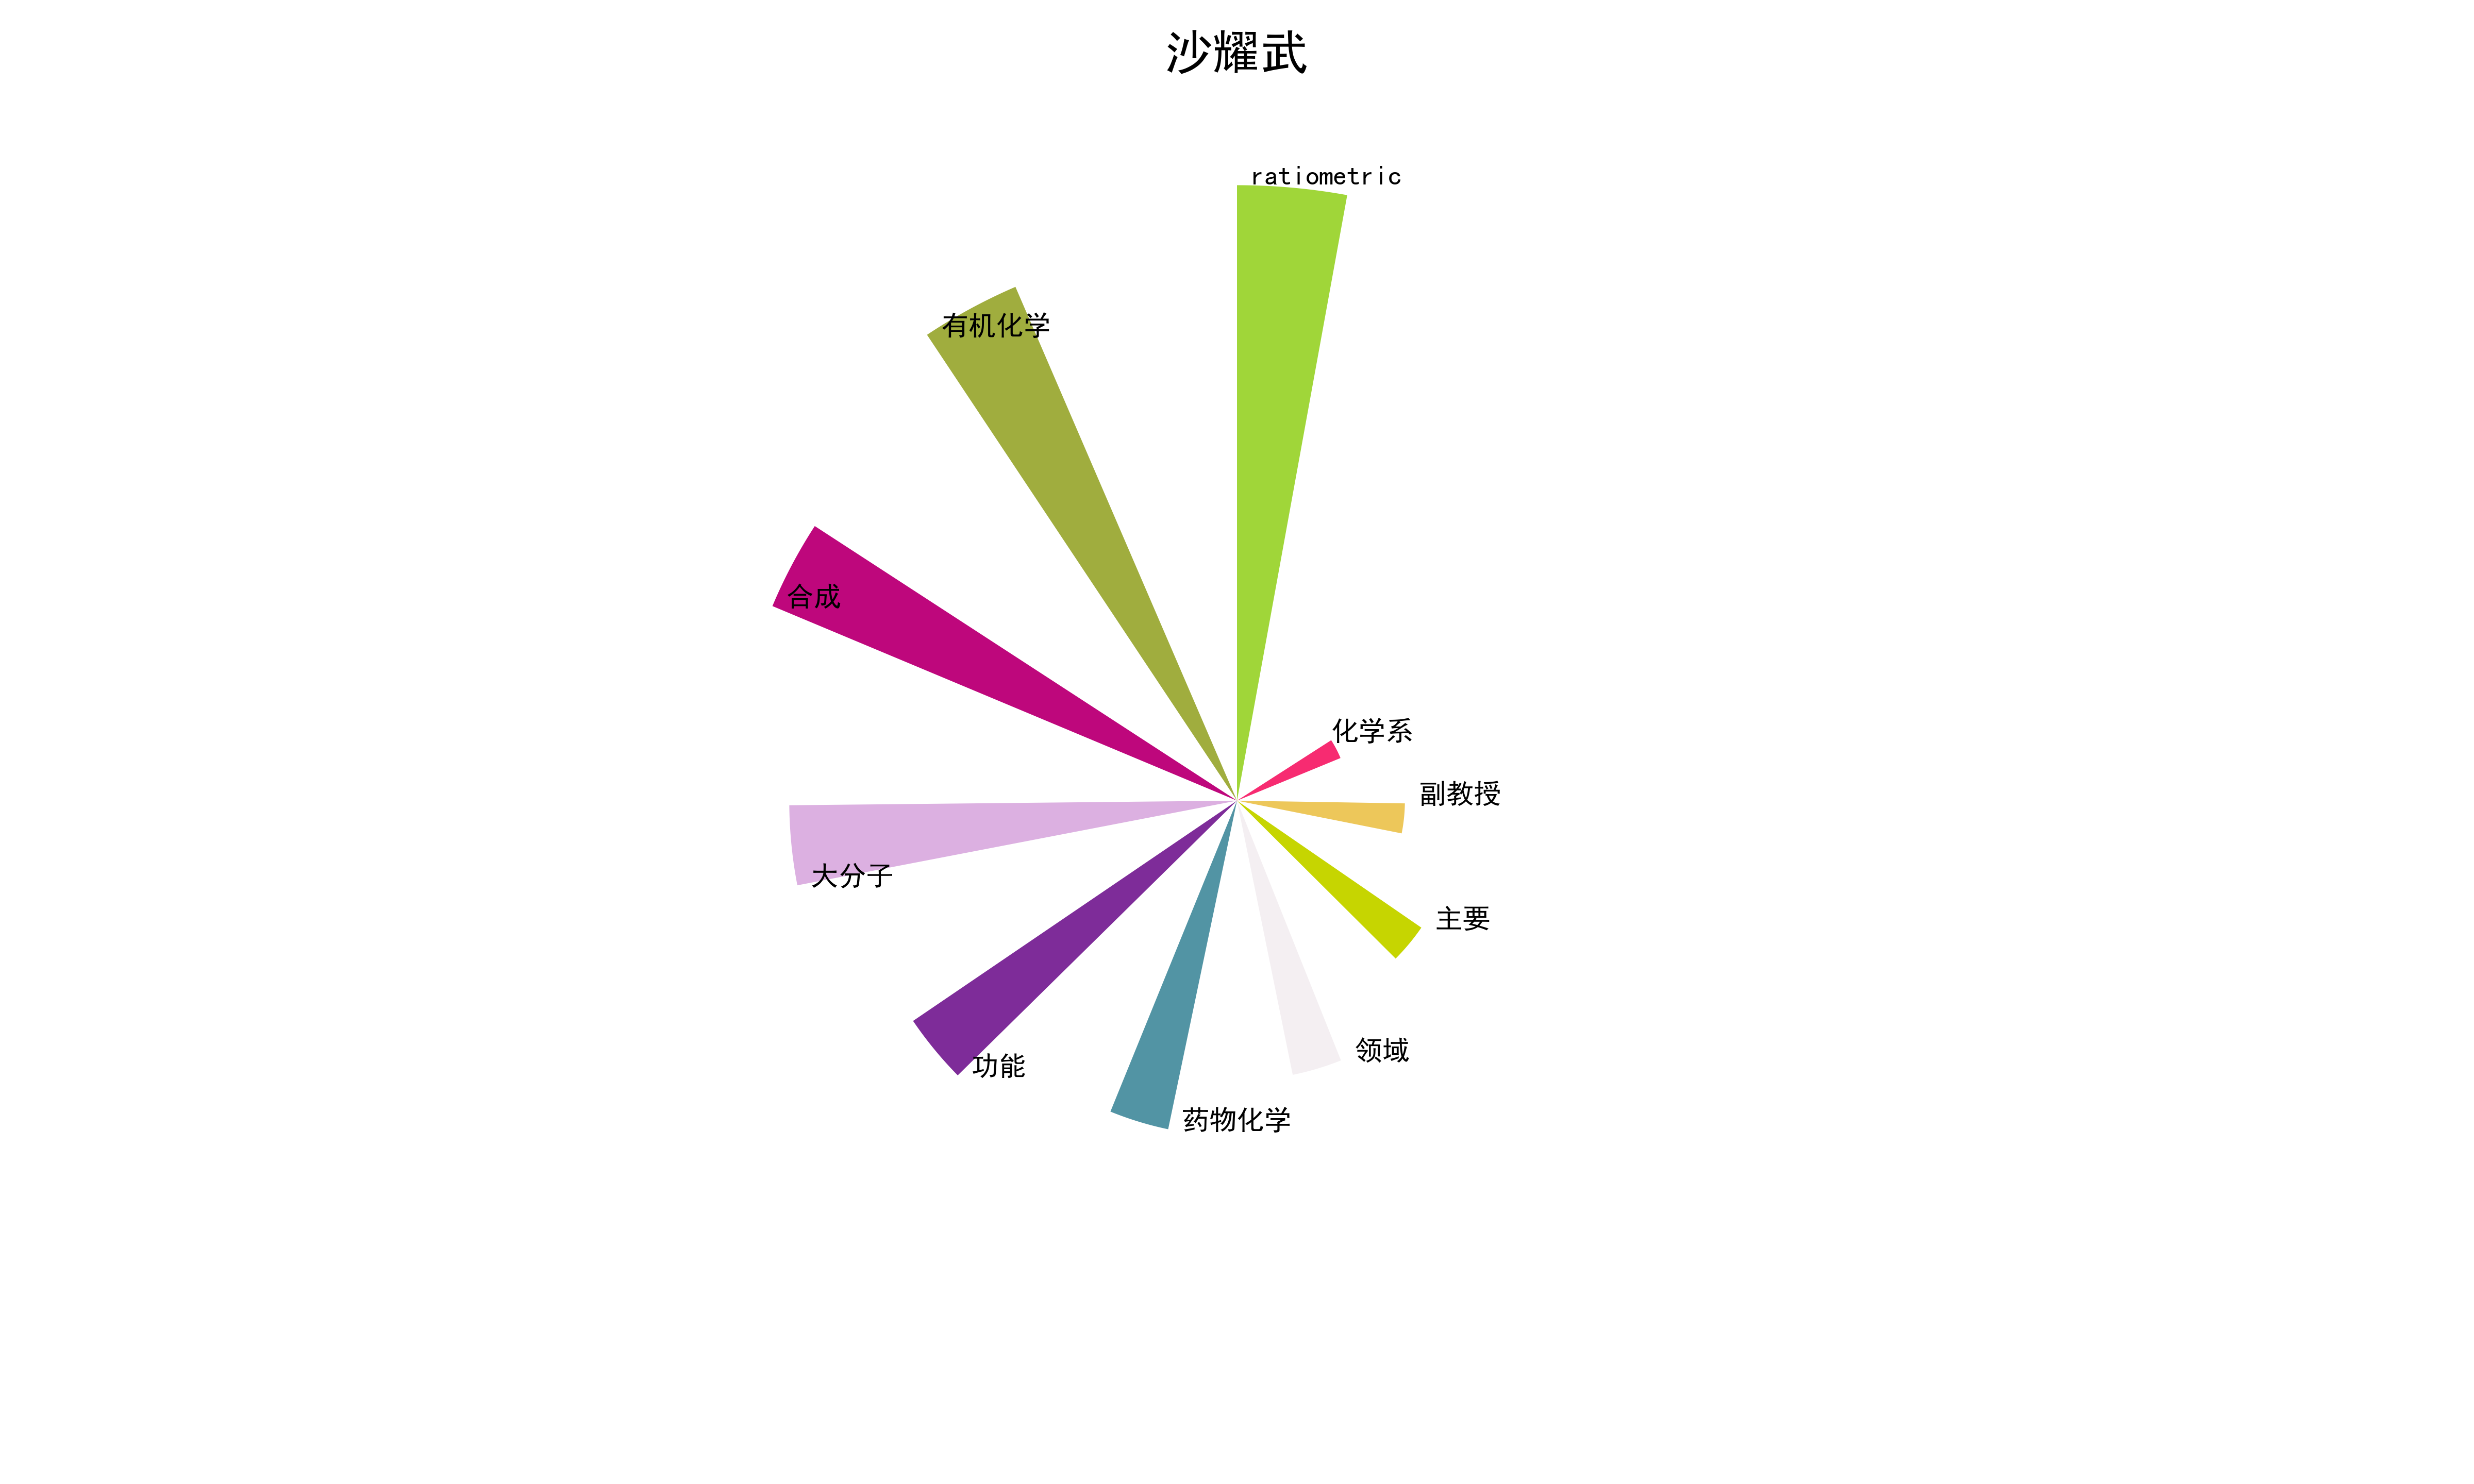 沙耀武
ratiometric
有机化学
合成
化学系
副教授
大分子
主要
领域
功能
药物化学